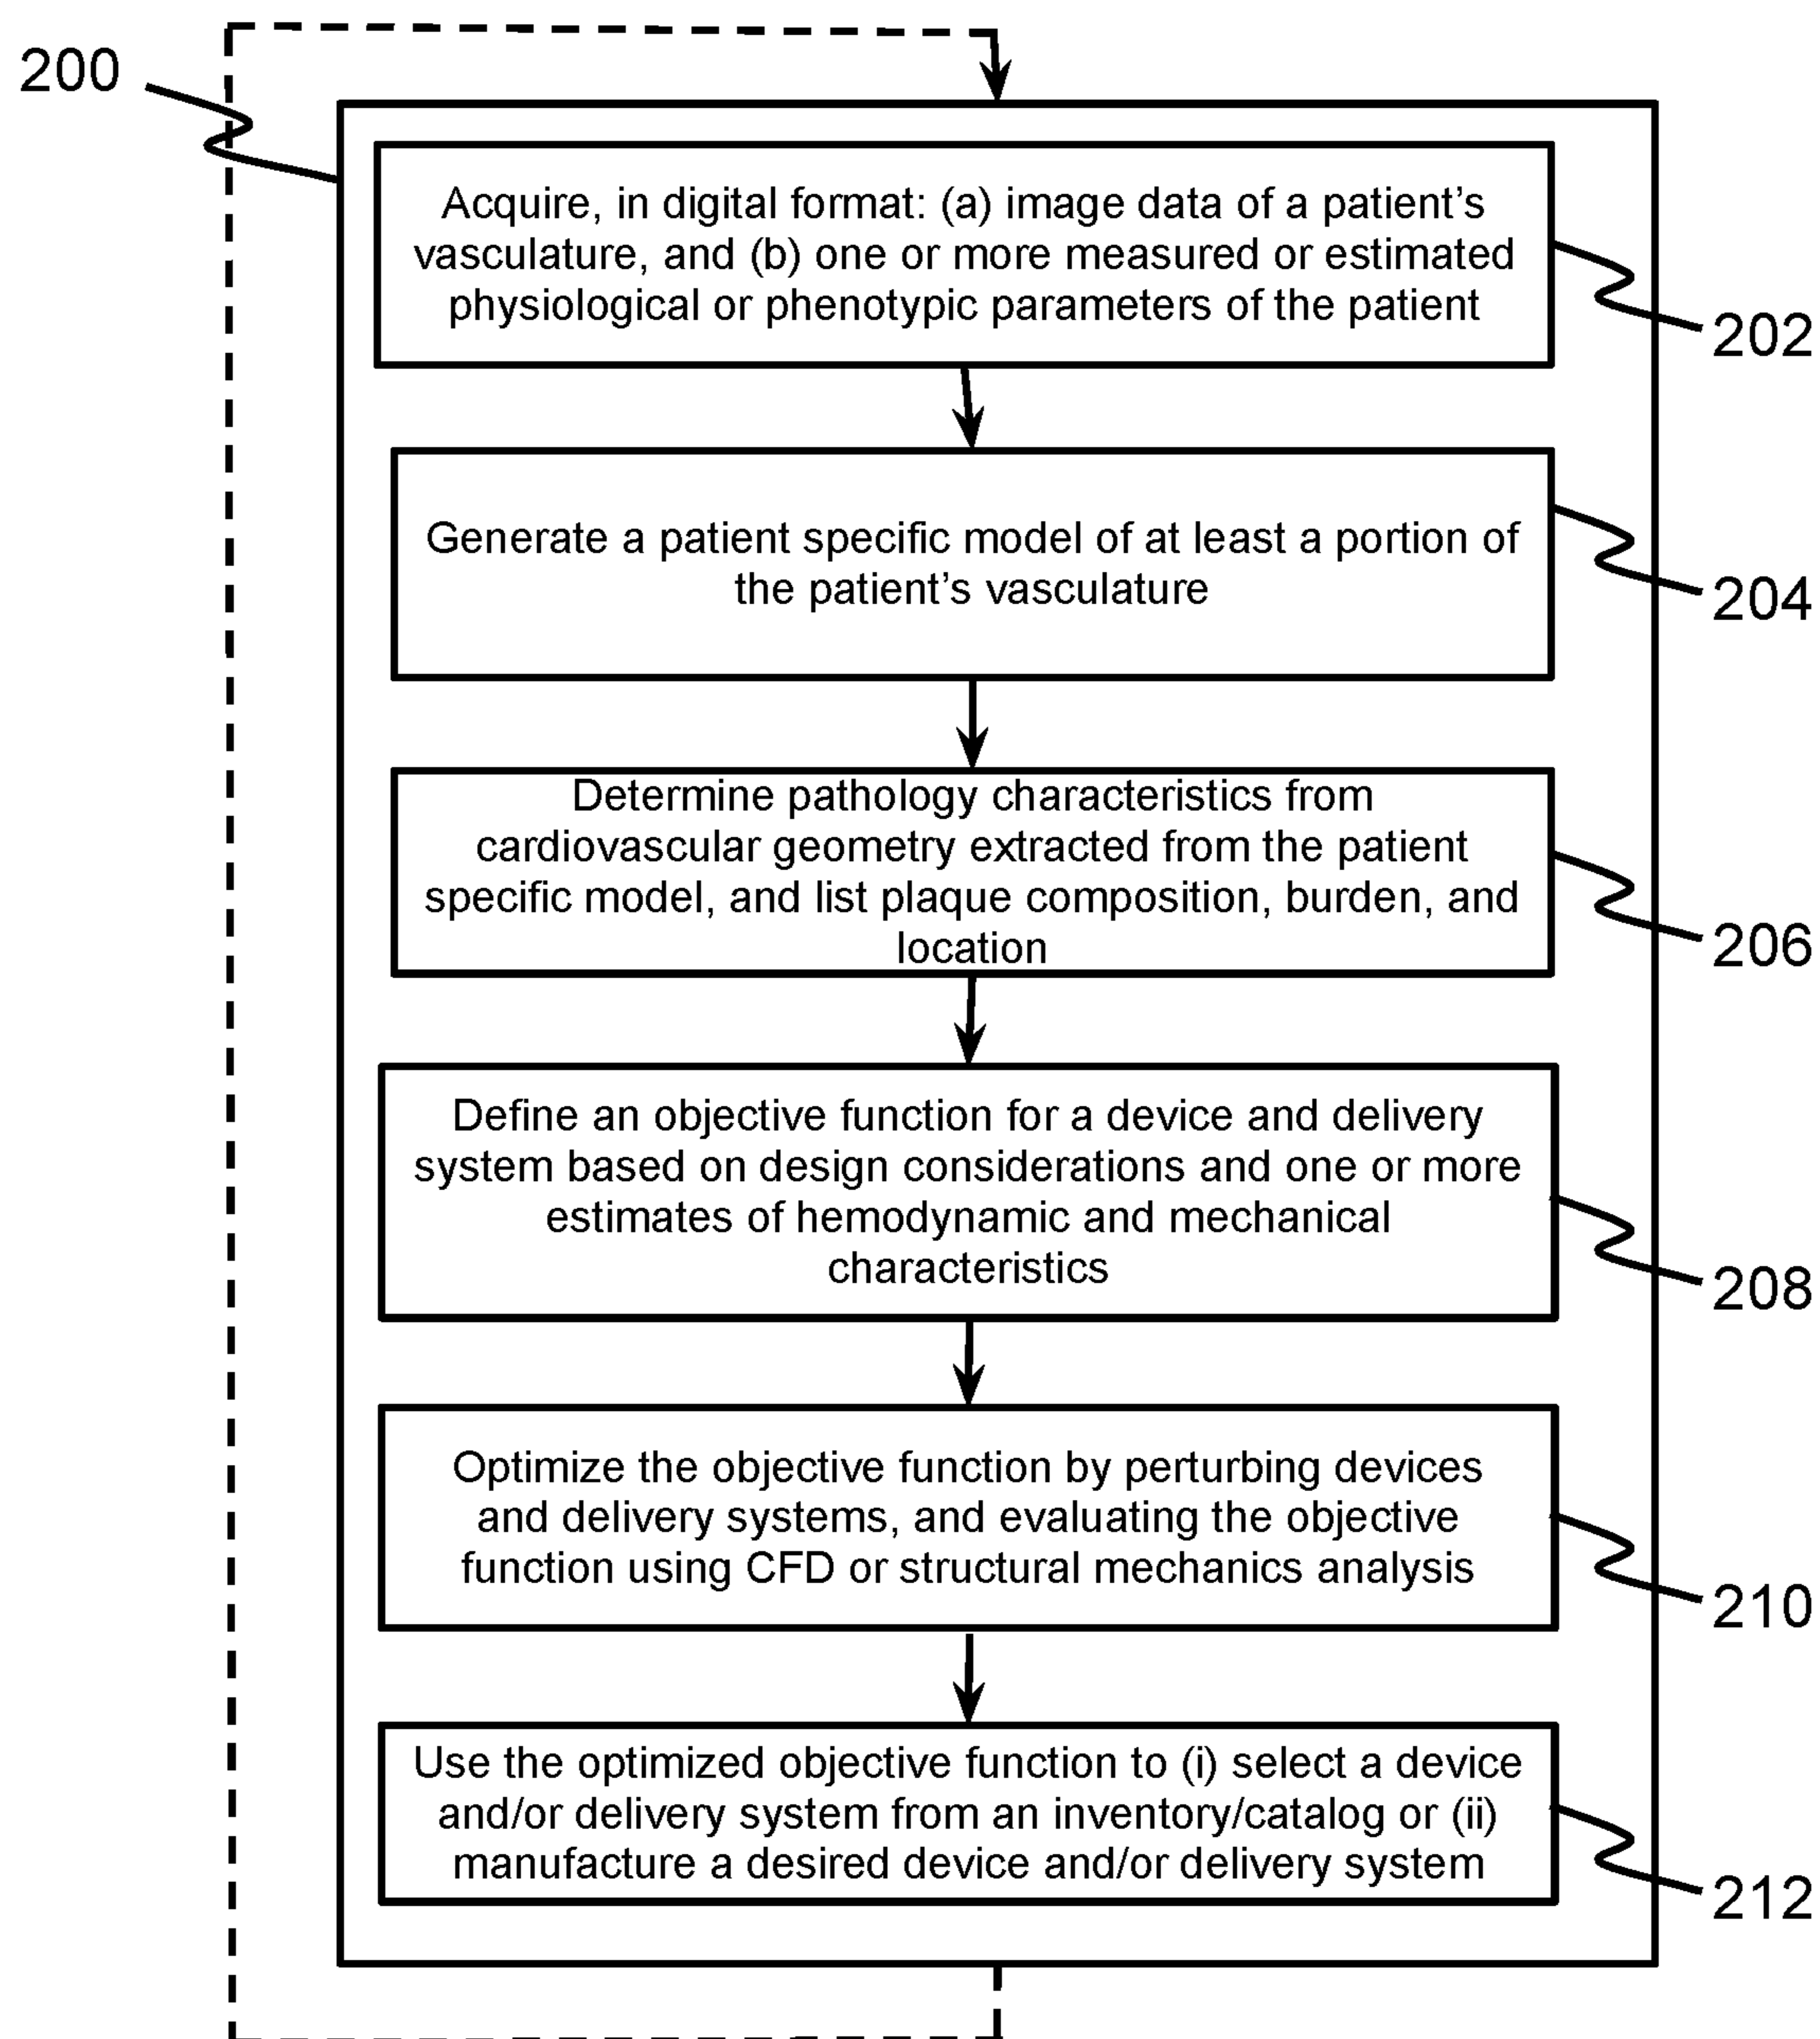 200
Acquire, in digital format: (a) image data of a patient’s
vasculature, and (b) one or more measured or estimated
physiological or phenotypic parameters of the patient
202
Generate a patient specific model of at least a portion of
the patient’s vasculature
204
Determine pathology characteristics from
cardiovascular geometry extracted from the patient
specific model, and list plaque composition, burden, and
location
206
Define an objective function for a device and delivery
system based on design considerations and one or more
estimates of hemodynamic and mechanical
characteristics
208
Optimize the objective function by perturbing devices
and delivery systems, and evaluating the objective
function using CFD or structural mechanics analysis
210
Use the optimized objective function to (i) select a device
and/or delivery system from an inventory/catalog or (ii)
manufacture a desired device and/or delivery system
212